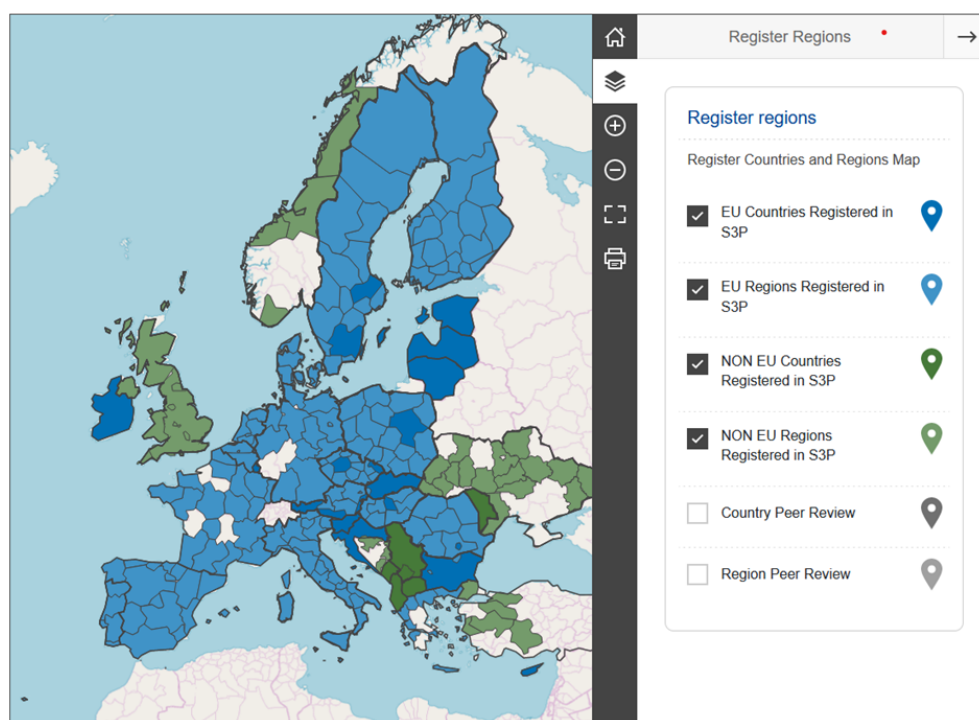 Register Regions
Register regions
Register Countries and Regions Map
EU Countries Registered in
S3P
EU Regions Registered in
S3P
NON EU Countries
Registered in S3P
NON EU Regions
Registered in S3P
Country Peer Review
Region Peer Review